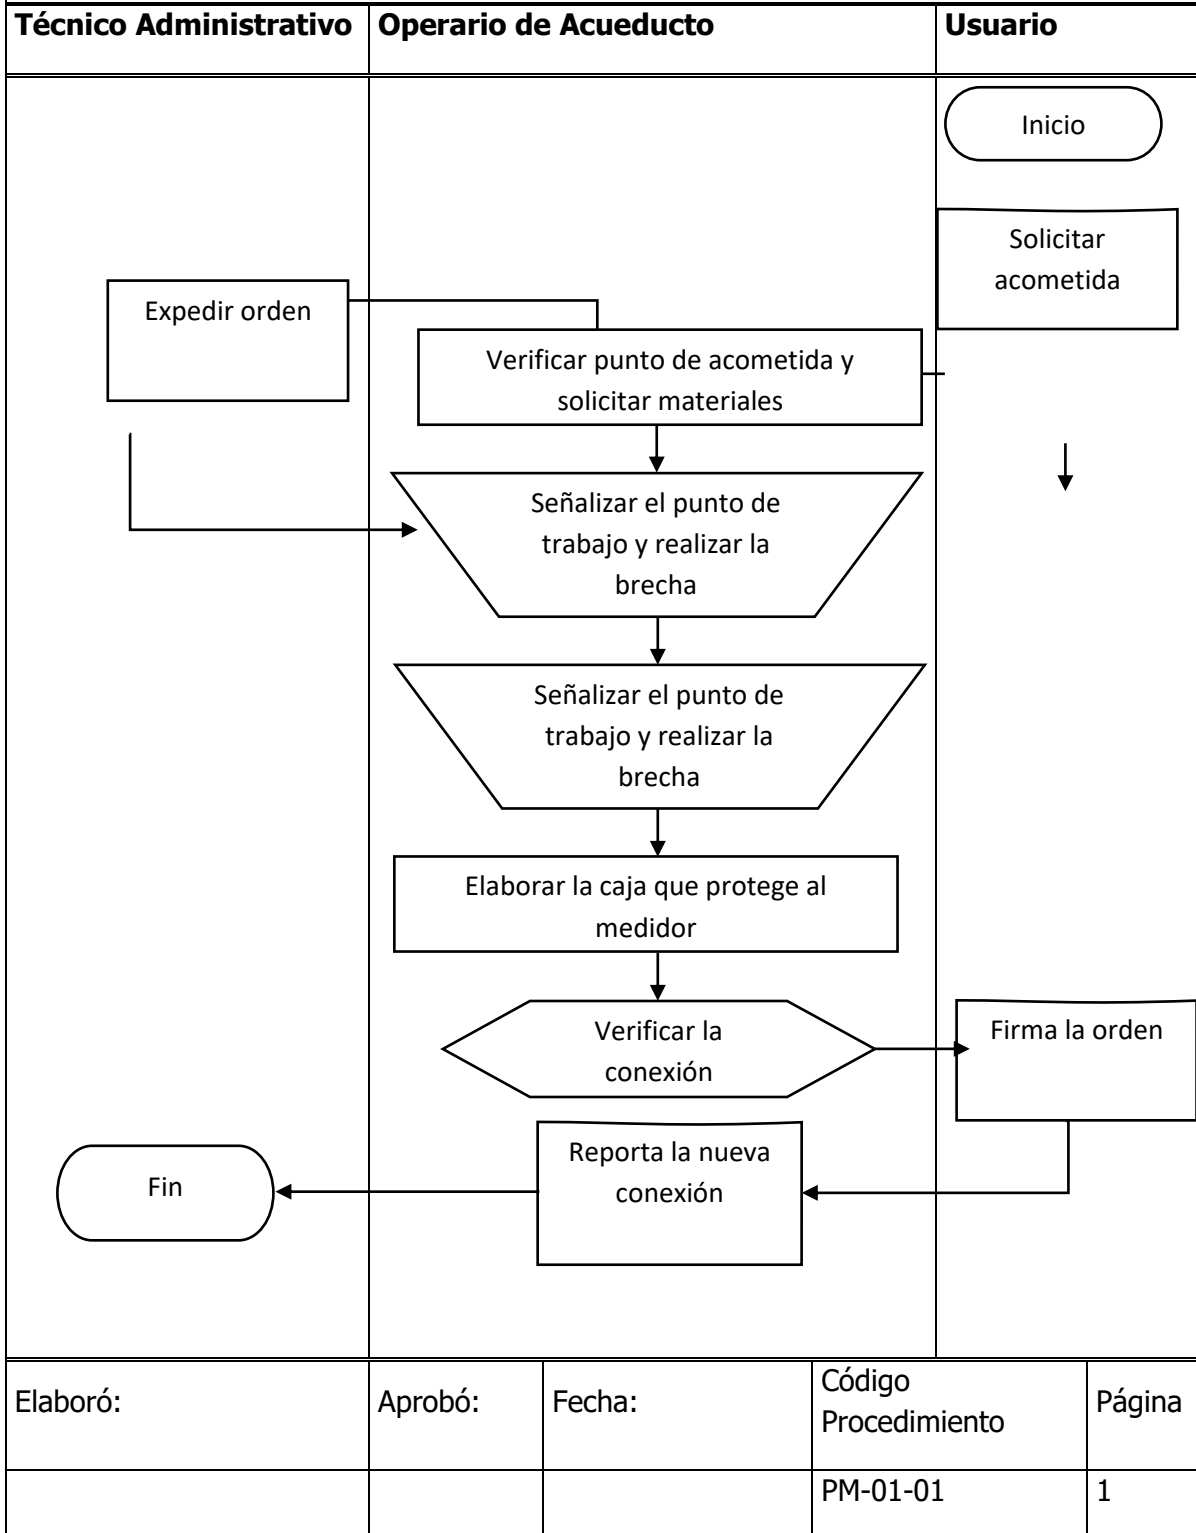 Técnico Administrativo
Operario de Acueducto
Usuario
Inicio
Solicitar
acometida
Expedir orden
Verificar punto de acometida y
solicitar materiales
Señalizar el punto de
trabajo y realizar la
brecha
Señalizar el punto de
trabajo y realizar la
brecha
Elaborar la caja que protege al
medidor
Verificar la
conexión
Firma la orden
Reporta la nueva
conexión
Fin
Elaboró:
Aprobó:
Fecha:
Código
Procedimiento
Página
PM-01-01
1